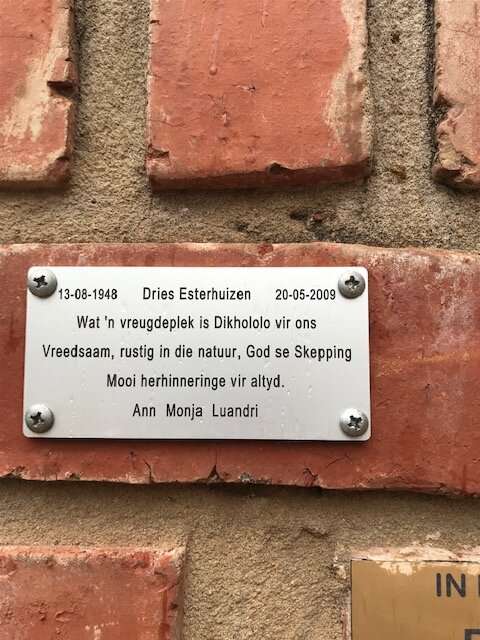 13-08-1948 Dries Esterhuizen 20-05-2009
Wat 'n vreugdeplek is Dikhololo vir ons
Vreedsaam, rustig in die natuur, God se Skepping
Mooi herhinneringe vir altyd.
Ann Monja Luandri
IN